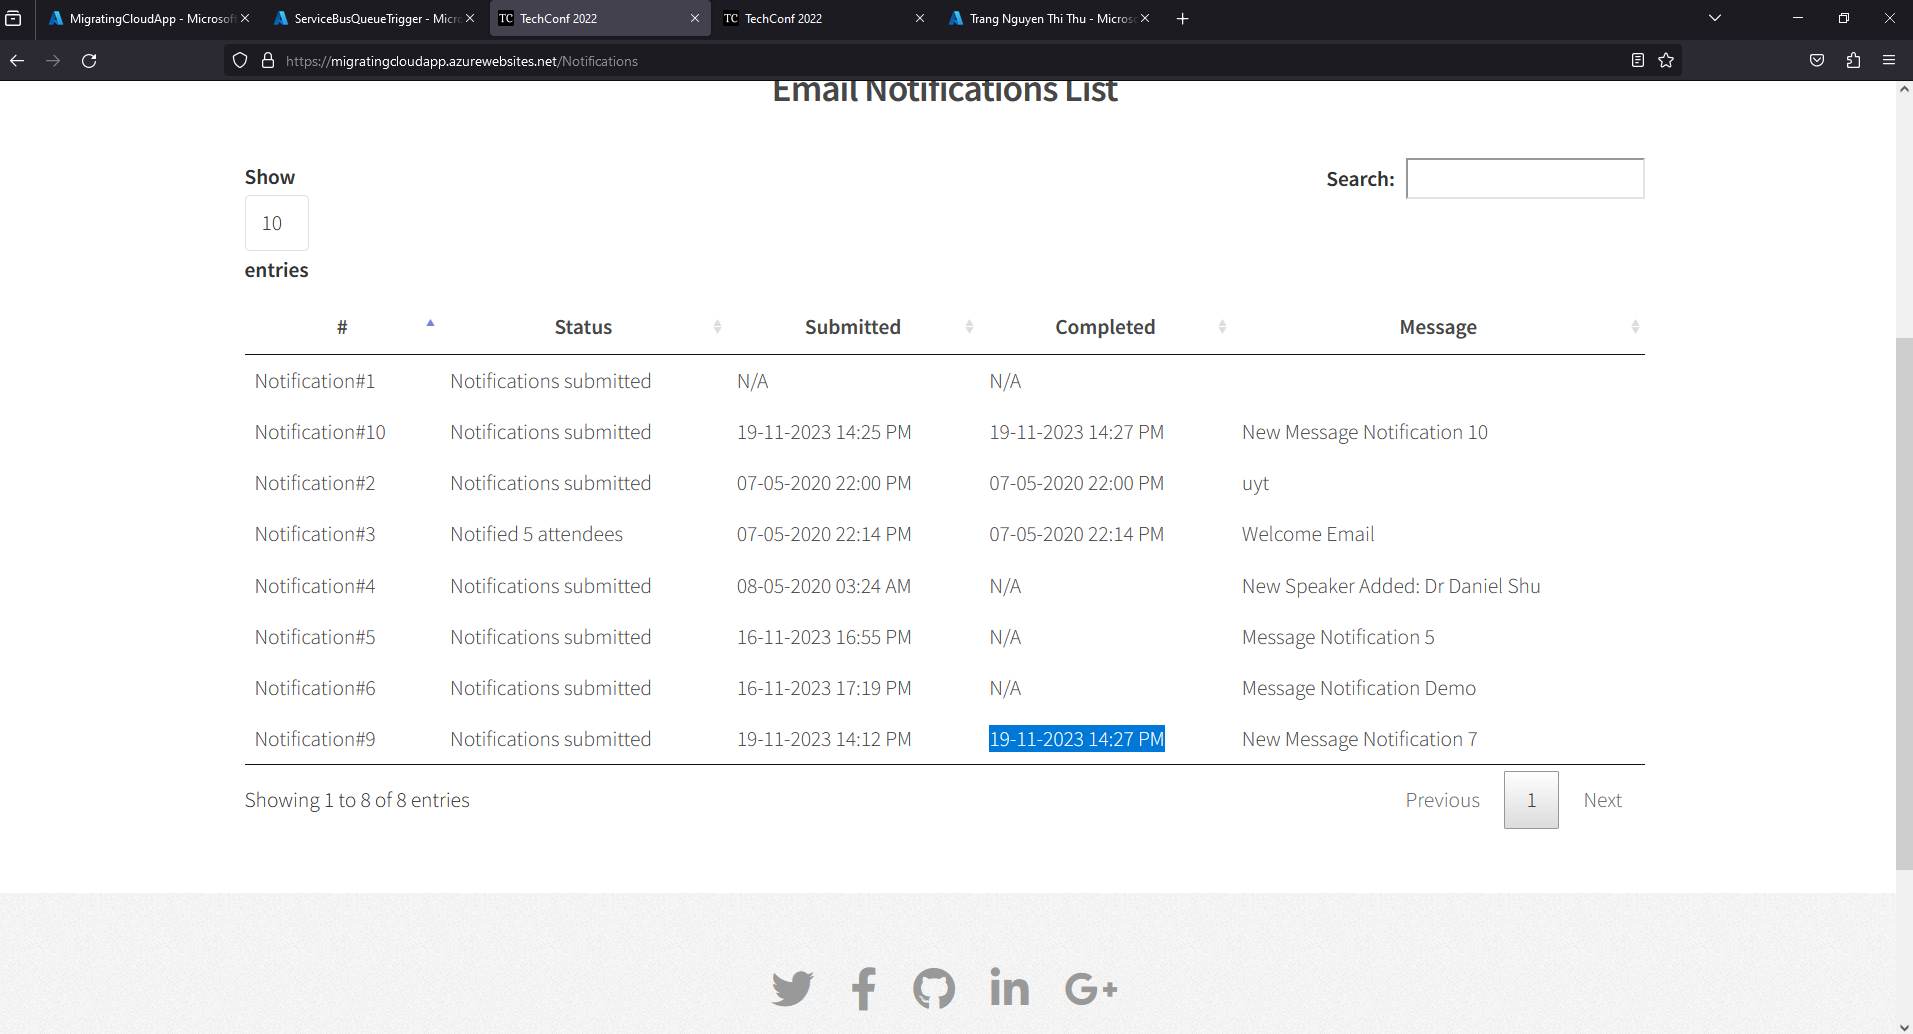 MigratingCloudApp - Microsof
ServiceBusQueueTrigger - Micro
TC TechConf 2022
TC TechConf 2022
Trang Nguyen Thi Thu - Micros
https://migratingcloudapp.azurewebsites.net/Notifications
Email Notifications List
Show
10
entries
Search:
# Status Submitted Completed Message
Notification#1 Notifications submitted N/A N/A
Notification#10 Notifications submitted 19-11-2023 14:25 PM 19-11-2023 14:27 PM New Message Notification 10
Notification#2 Notifications submitted 07-05-2020 22:00 PM 07-05-2020 22:00 PM uyt
Notification#3 Notified 5 attendees 07-05-2020 22:14 PM 07-05-2020 22:14 PM Welcome Email
Notification#4 Notifications submitted 08-05-2020 03:24 AM N/A New Speaker Added: Dr Daniel Shu
Notification#5 Notifications submitted 16-11-2023 16:55 PM N/A Message Notification 5
Notification#6 Notifications submitted 16-11-2023 17:19 PM N/A Message Notification Demo
Notification#9 Notifications submitted 19-11-2023 14:12 PM 19-11-2023 14:27 PM New Message Notification 7
Showing 1 to 8 of 8 entries
Previous 1 Next